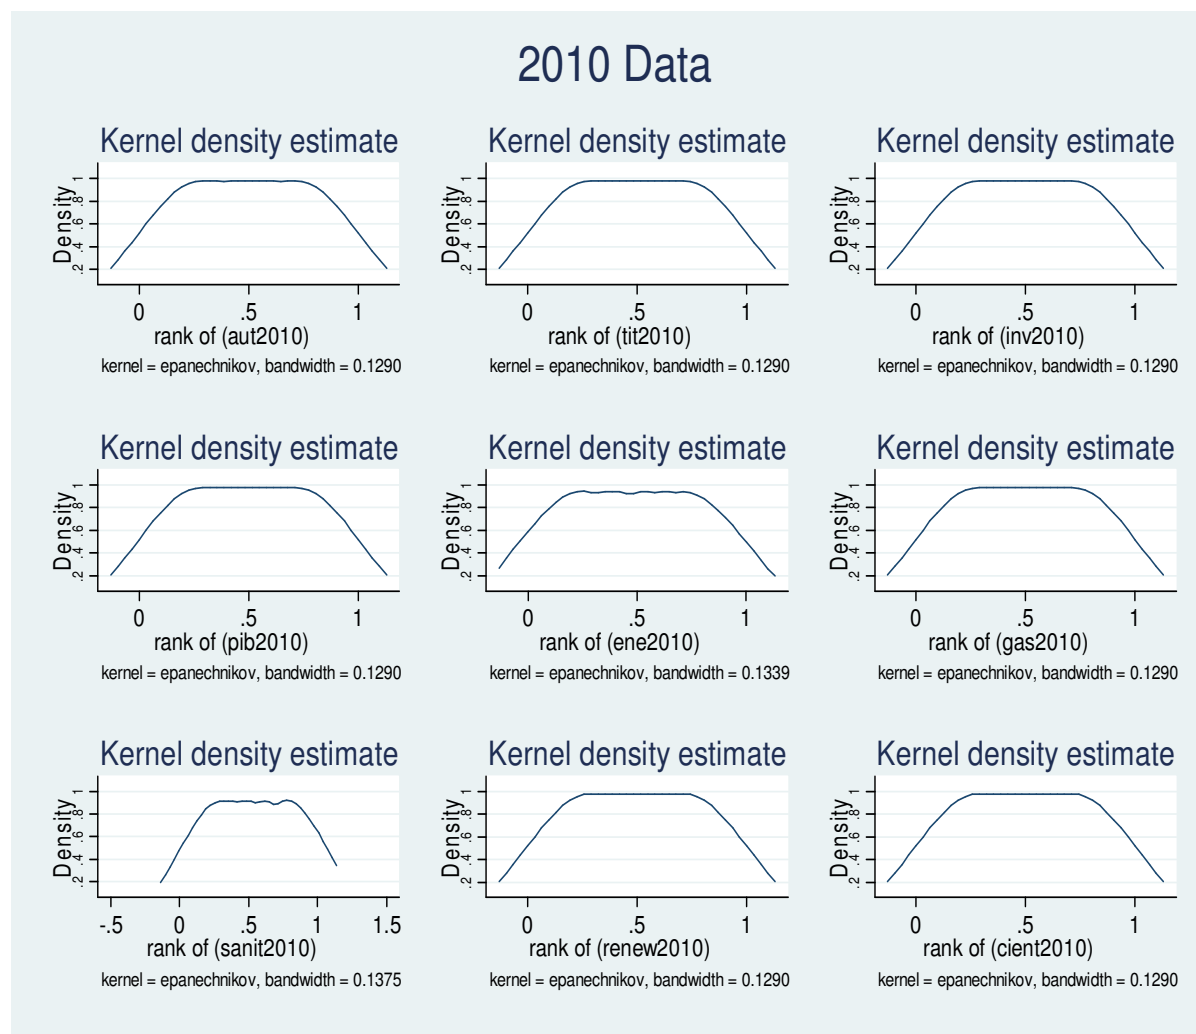 2010 Data
Kernel density estimate
Density
.2 .4 .6 .8 1
0 .5 1
rank of (aut2010)
kernel = epanechnikov, bandwidth = 0.1290
Kernel density estimate
Density
.2 .4 .6 .8 1
0 .5 1
rank of (tit2010)
kernel = epanechnikov, bandwidth = 0.1290
Kernel density estimate
Density
.2 .4 .6 .8 1
0 .5 1
rank of (inv2010)
kernel = epanechnikov, bandwidth = 0.1290
Kernel density estimate
Density
.2 .4 .6 .8 1
0 .5 1
rank of (pib2010)
kernel = epanechnikov, bandwidth = 0.1290
Kernel density estimate
Density
.2 .4 .6 .8 1
0 .5 1
rank of (ene2010)
kernel = epanechnikov, bandwidth = 0.1339
Kernel density estimate
Density
.2 .4 .6 .8 1
0 .5 1
rank of (gas2010)
kernel = epanechnikov, bandwidth = 0.1290
Kernel density estimate
Density
.2 .4 .6 .8 1
-.5 0 .5 1 1.5
rank of (sanit2010)
kernel = epanechnikov, bandwidth = 0.1375
Kernel density estimate
Density
.2 .4 .6 .8 1
0 .5 1
rank of (renew2010)
kernel = epanechnikov, bandwidth = 0.1290
Kernel density estimate
Density
.2 .4 .6 .8 1
0 .5 1
rank of (cient2010)
kernel = epanechnikov, bandwidth = 0.1290